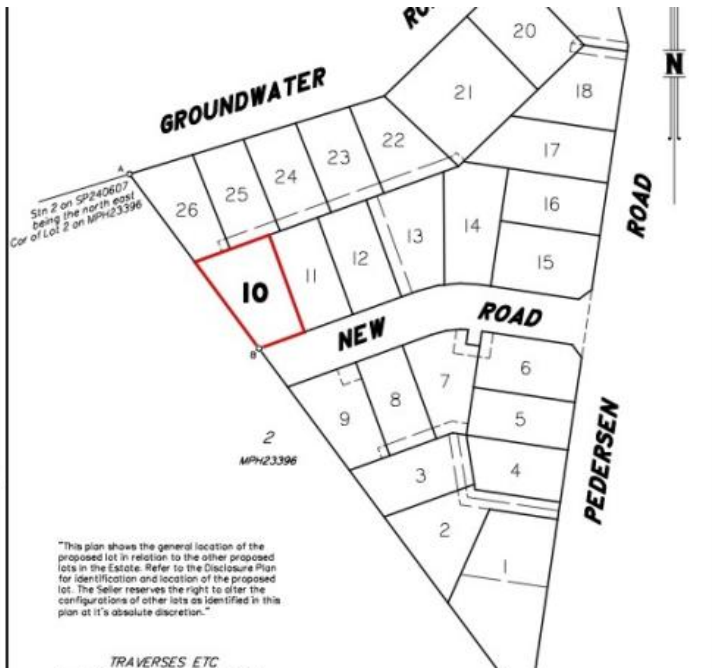 20
N
GROUNDWATER
21
18
22
17
23
24
25
26
A
Stn 2 on SP240607
being the north east
Cor of Lot 2 on MPH23396
16
ROAD
14
13
12
11
10
15
B
NEW
ROAD
6
7
8
9
5
2
MPH23396
3
4
PEDERSEN
2
1
"This plan shows the general location of the
proposed lot in relation to the other proposed
lots in the Estate. Refer to the Disclosure Plan
for identification and location of the proposed
lot. The Seller reserves the right to alter the
configurations of other lots as identified in this
plan at it's absolute discretion."
TRAVERSES ETC